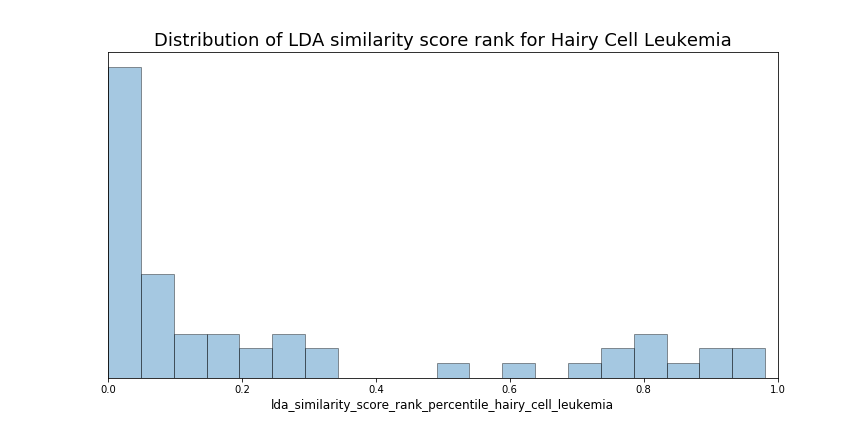 Distribution of LDA similarity score rank for Hairy Cell Leukemia
0.0 0.2 0.4 0.6 0.8 1.0
lda_similarity_score_rank_percentile_hairy_cell_leukemia